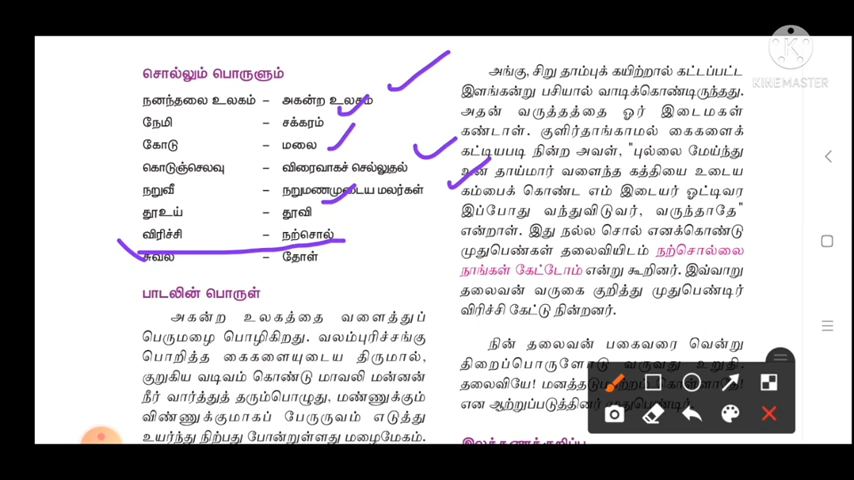 சொல்லும் பொருளும்
நனந்தலை உலகம் – அகன்ற உலகம்
நேமி – சக்கரம்
கோடு – மலை
கொடுஞ்செலவு – விரைவாகச் செல்லுதல்
நறுவீ – நறுமணமுடைய மலர்கள்
தூஉய் – தூவி
விரிச்சி – நற்சொல்
சுவல் – தோள்
பாடலின் பொருள்
அகன்ற உலகத்தை வளைத்துப்
பெருமழை பொழிகிறது. வலம்புரிச்சங்கு
பொறித்த கைகளையுடைய திருமால்,
குறுகிய வடிவம் கொண்டு மாவலி மன்னன்
நீர் வார்த்துத் தரும்பொழுது, மண்ணுக்கும்
விண்ணுக்குமாகப் பேருருவம் எடுத்து
உயர்ந்து நிற்பது போன்றுள்ளது மழைமேகம்.
அங்கு, சிறு தாம்புக் கயிற்றால் கட்டப்பட்ட
இளங்கன்று பசியால் வாடிக்கொண்டிருந்தது.
அதன் வருத்தத்தை ஓர் இடைமகள்
கண்டாள். குளிர்தாங்காமல் கைகளைக்
கட்டியபடி நின்ற அவள், "புல்லை மேய்ந்து
உன் தாய்மார் வளைந்த கத்தியை உடைய
கம்பைக் கொண்ட எம் இடையர் ஓட்டிவர
இப்போது வந்துவிடுவர், வருந்தாதே"
என்றாள். இது நல்ல சொல் எனக்கொண்டு
முதுபெண்கள் தலைவியிடம் நற்சொல்லை
நாங்கள் கேட்டோம் என்று கூறினர். இவ்வாறு
தலைவன் வருகை குறித்து முதுபெண்டிர்
விரிச்சி கேட்டு நின்றனர்.
நின் தலைவன் பகைவரை வென்று
திறைப்பொருளோடு வருவது உறுதி.
தலைவியே! மனத்தடுமாற்றம் கொள்ளாதே!
என ஆற்றுப்படுத்தினர் முதுபெண்டிர்.
இலக்கணக்குறிப்பு
KINEMASTER